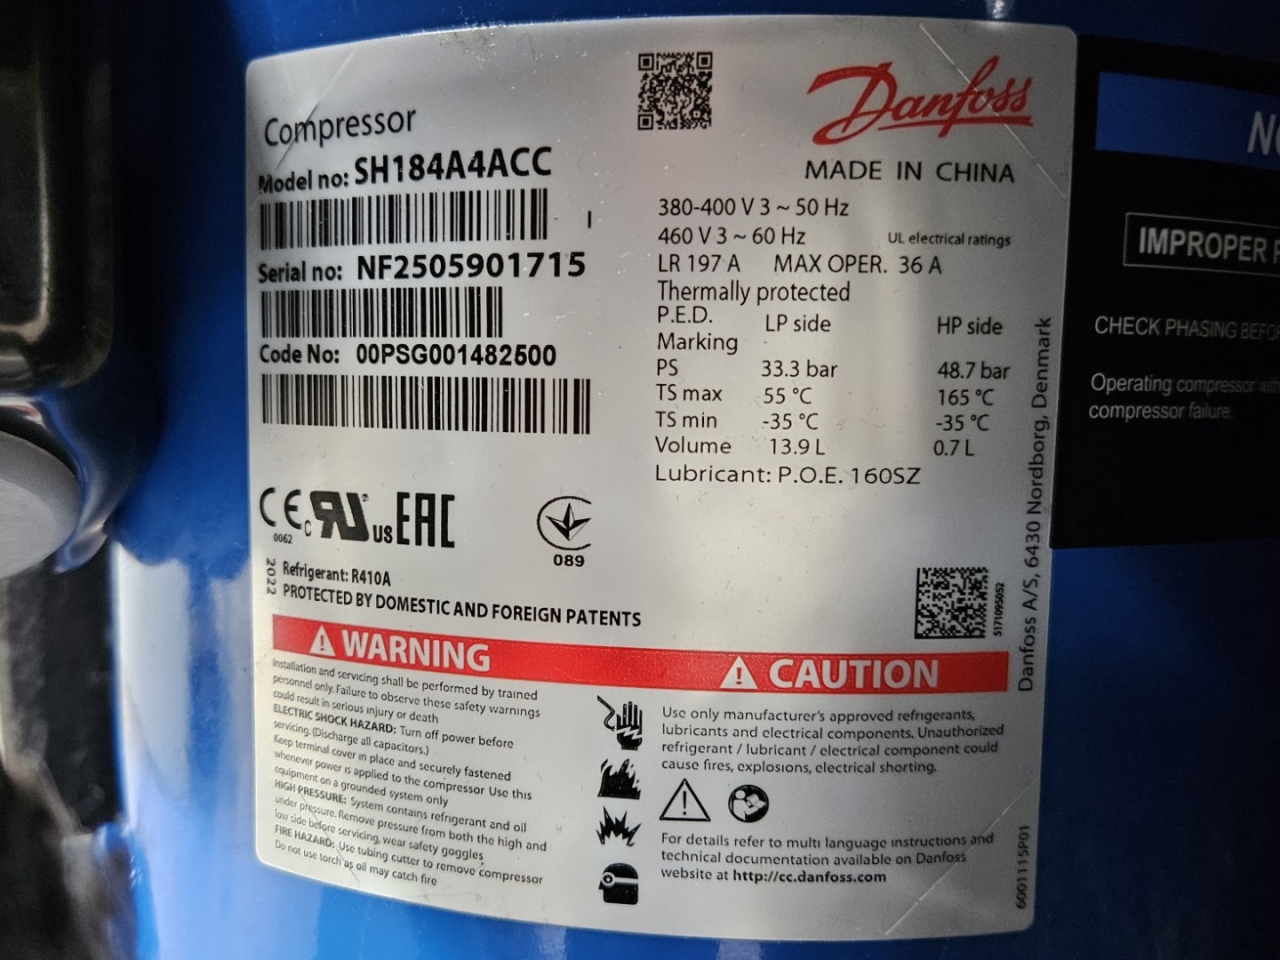 Compressor
Model no: SH184A4ACC
Serial no: NF2505901715
Code No: 00PSG001482600
CE
0062
c RU us
EAC
089
2022
Refrigerant: R410A
PROTECTED BY DOMESTIC AND FOREIGN PATENTS
Danfoss
MADE IN CHINA
380-400 V 3 ~ 50 Hz
460 V 3 ~ 60 Hz UL electrical ratings
LR 197 A MAX OPER. 36 A
Thermally protected
P.E.D. LP side HP side
Marking
PS 33.3 bar 48.7 bar
TS max 55 °C 165 °C
TS min -35 °C -35 °C
Volume 13.9 L 0.7 L
Lubricant: P.O.E. 160SZ
5171095052
Danfoss A/S, 6430 Nordborg, Denmark
WARNING
Installation and servicing shall be performed by trained
personnel only. Failure to observe these safety warnings
could result in serious injury or death
ELECTRIC SHOCK HAZARD: Turn off power before
servicing. (Discharge all capacitors.)
Keep terminal cover in place and securely fastened
whenever power is applied to the compressor Use this
equipment on a grounded system only
HIGH PRESSURE: System contains refrigerant and oil
under pressure. Remove pressure from both the high and
low side before servicing, wear safety goggles
FIRE HAZARD: Use tubing cutter to remove compressor
Do not use torch as oil may catch fire
CAUTION
Use only manufacturer's approved refrigerants,
lubricants and electrical components. Unauthorized
refrigerant / lubricant / electrical component could
cause fires, explosions, electrical shorting.
For details refer to multi language instructions and
technical documentation available on Danfoss
website at http://cc.danfoss.com
6001115P01
IMPROPER
CHECK PHASING
Operating compressor
compressor failure.